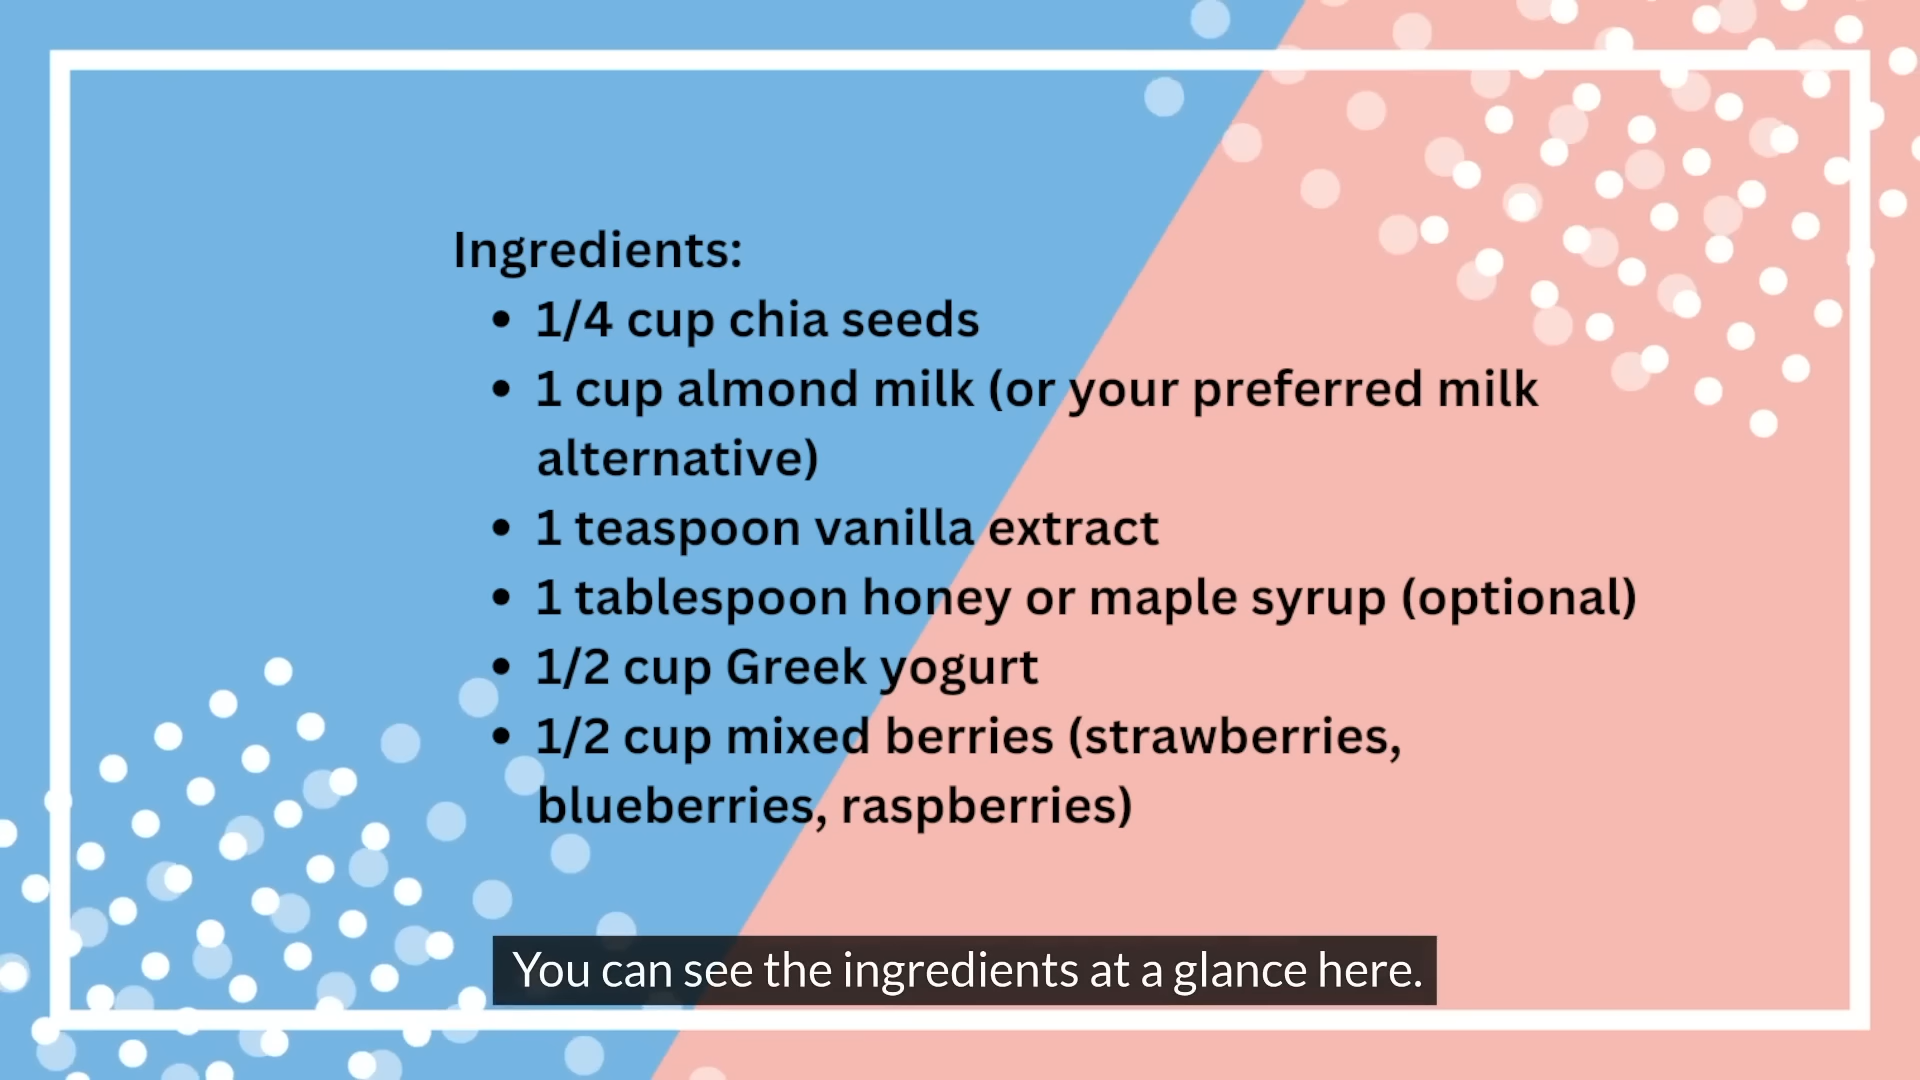 Ingredients:
• 1/4 cup chia seeds
• 1 cup almond milk (or your preferred milk
alternative)
• 1 teaspoon vanilla extract
• 1 tablespoon honey or maple syrup (optional)
• 1/2 cup Greek yogurt
• 1/2 cup mixed berries (strawberries,
blueberries, raspberries)
You can see the ingredients at a glance here.